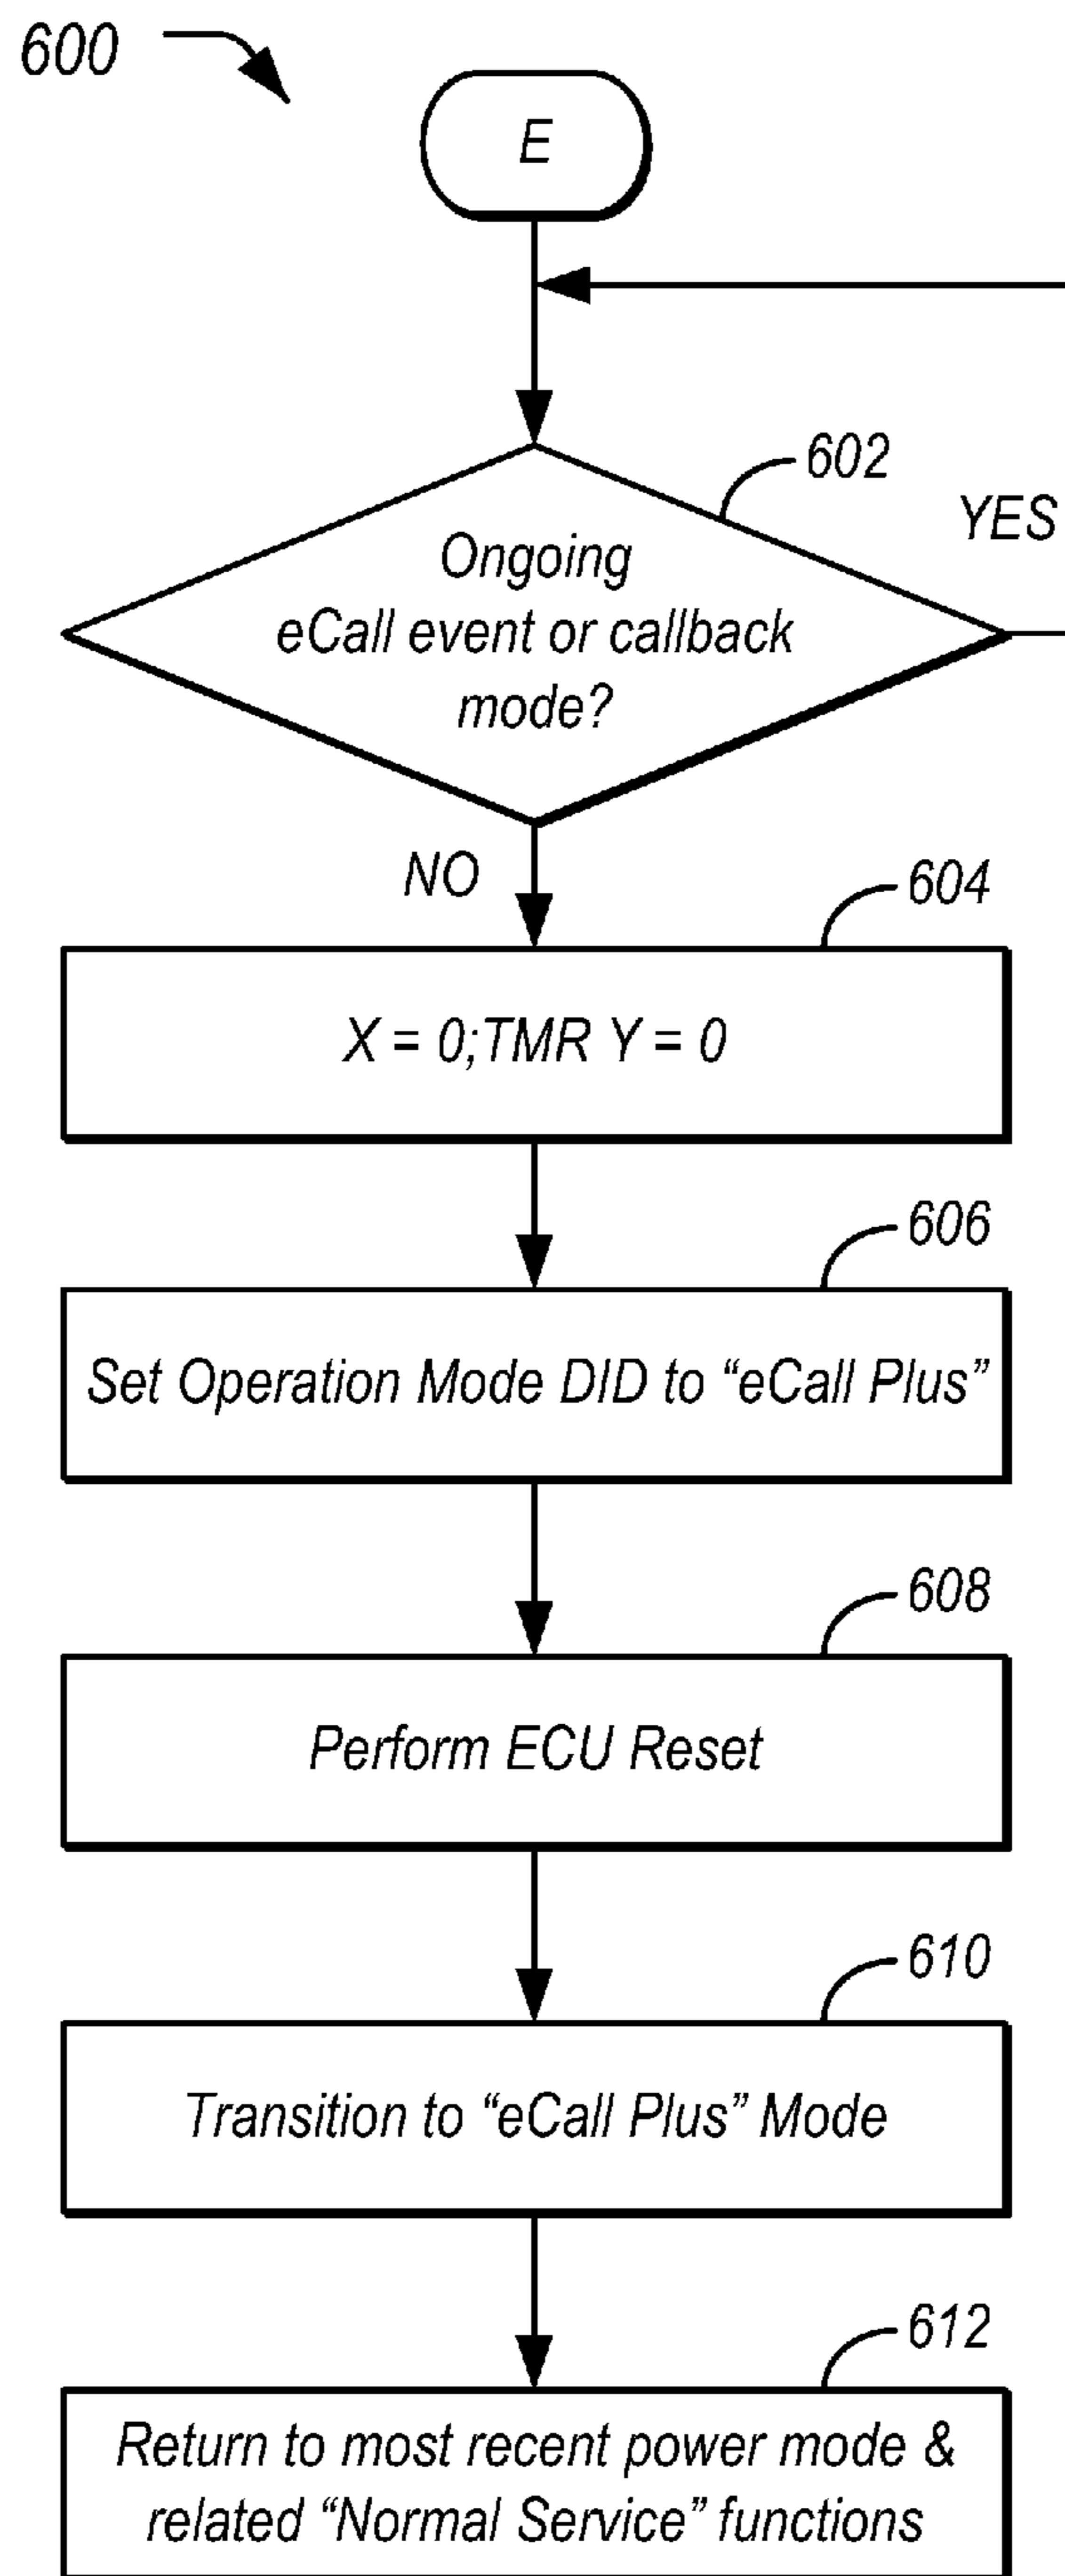 600
E
602
YES
Ongoing
eCall event or callback
mode?
NO
604
X = 0;TMR Y = 0
606
Set Operation Mode DID to “eCall Plus”
608
Perform ECU Reset
610
Transition to “eCall Plus” Mode
612
Return to most recent power mode &
related “Normal Service” functions